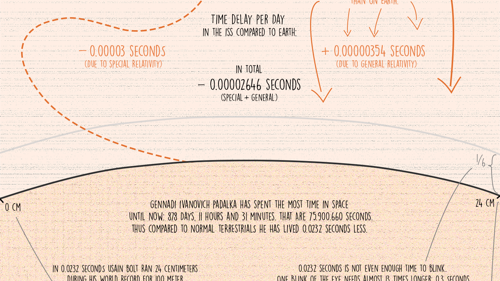 THAN ON EARTH.
TIME DELAY PER DAY
IN THE ISS COMPARED TO EARTH:
– 0.00003 SECONDS
(DUE TO SPECIAL RELATIVITY)
+ 0.00000354 SECONDS
(DUE TO GENERAL RELATIVITY)
IN TOTAL
– 0.00002646 SECONDS
(SPECIAL + GENERAL)
1/6
0 CM
24 CM
GENNADI IVANOVICH PADALKA HAS SPENT THE MOST TIME IN SPACE
UNTIL NOW: 878 DAYS, 11 HOURS AND 31 MINUTES. THAT ARE 75.900.660 SECONDS.
THUS COMPARED TO NORMAL TERRESTRIALS HE HAS LIVED 0.0232 SECONDS LESS.
IN 0.0232 SECONDS USAIN BOLT RAN 24 CENTIMETERS
DURING HIS WORLD RECORD FOR 100 METER.
0.0232 SECONDS IS NOT EVEN ENOUGH TIME TO BLINK.
ONE BLINK OF THE EYE NEEDS ALMOST 13 TIMES LONGER: 0.3 SECONDS.